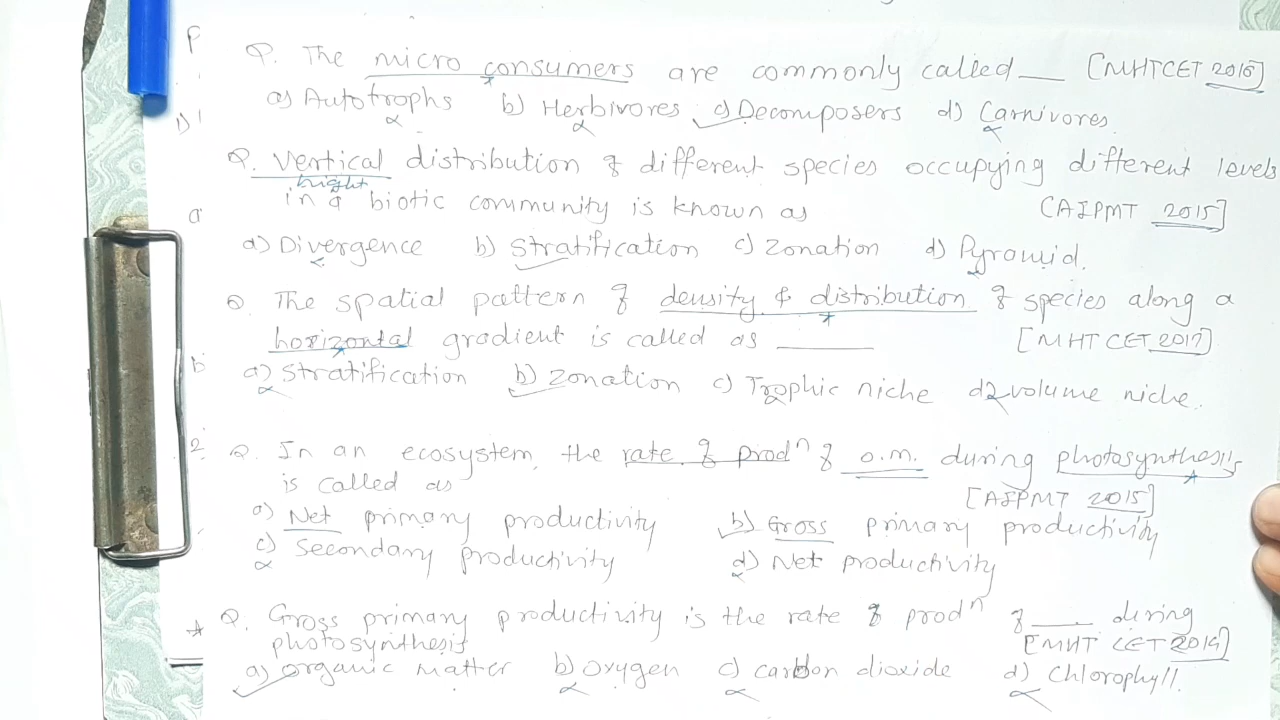 Q. The micro consumers are commonly called ___ [MHTCET 2016]
a) Autotrophs b) Herbivores c) Decomposers d) Carnivores
Q. Vertical distribution of different species occupying different levels
hight
in a biotic community is known as [AIPMT 2015]
a) Divergence b) Stratification c) Zonation d) Pyramid.
Q The spatial pattern of density & distribution of species along a
horizontal gradient is called as ______ [MHT CET 2017]
a) Stratification b) Zonation c) Trophic niche d) volume niche.
Q. In an ecosystem, the rate of prodn of o.m. during photosynthesis
is called as [AIPMT 2015]
a) Net primary productivity b) Gross primary productivity
c) Secondary productivity d) Net productivity
Q. Gross primary productivity is the rate of prodn of ____ during
photosynthesis [MHT CET 2014]
a) organic matter b) oxygen c) carbon dioxide d) Chlorophyll.